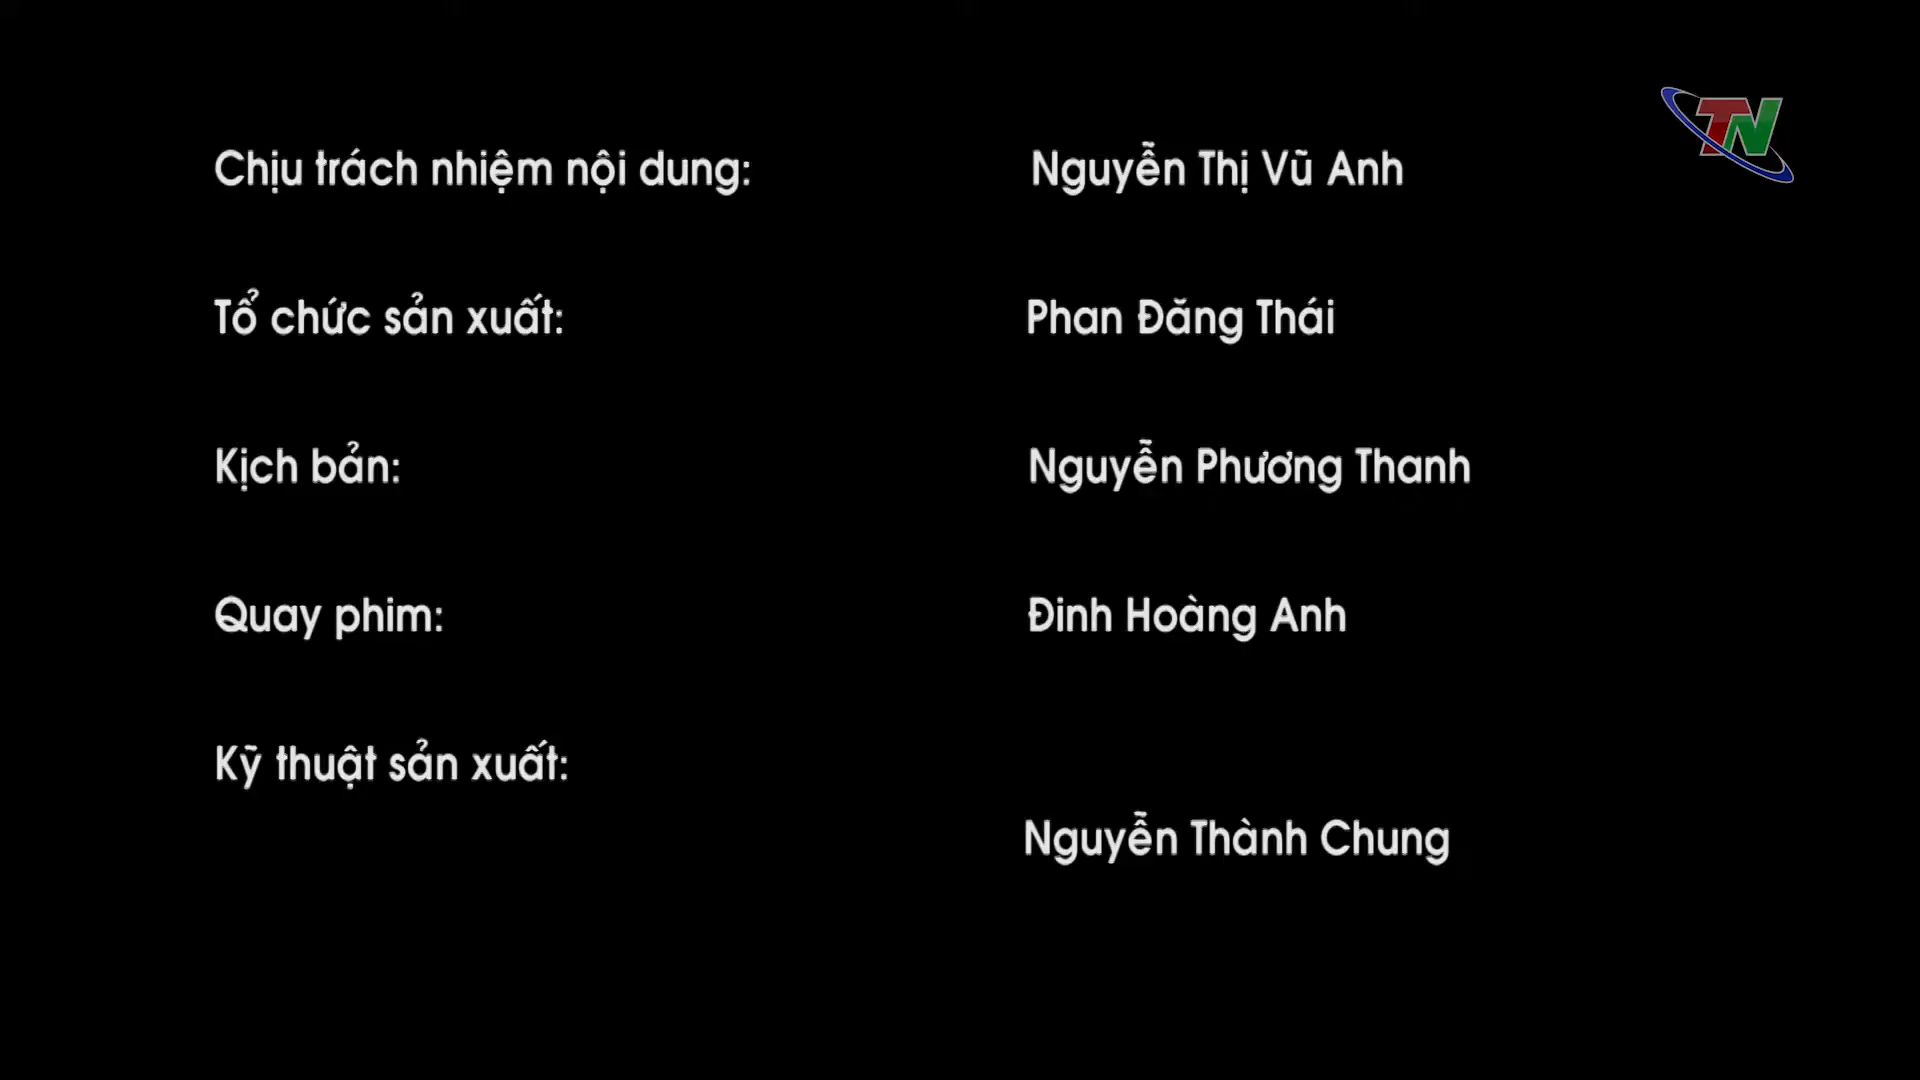 TN
Chịu trách nhiệm nội dung: Nguyễn Thị Vũ Anh
Tổ chức sản xuất: Phan Đăng Thái
Kịch bản: Nguyễn Phương Thanh
Quay phim: Đinh Hoàng Anh
Kỹ thuật sản xuất:
Nguyễn Thành Chung